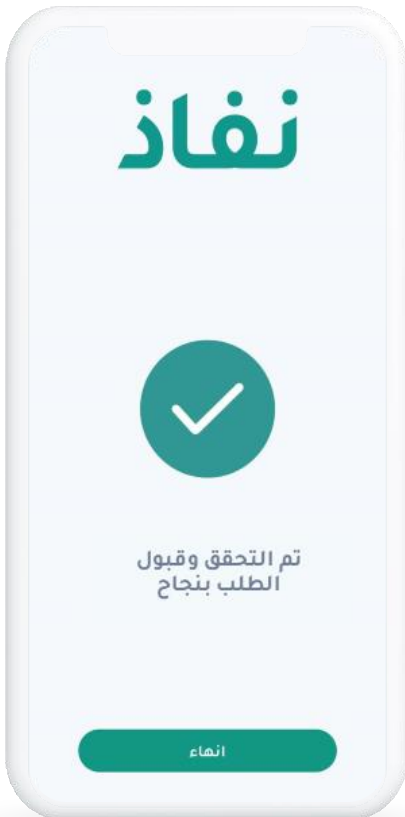 نفاذ
تم التحقق وقبول
الطلب بنجاح
انهاء